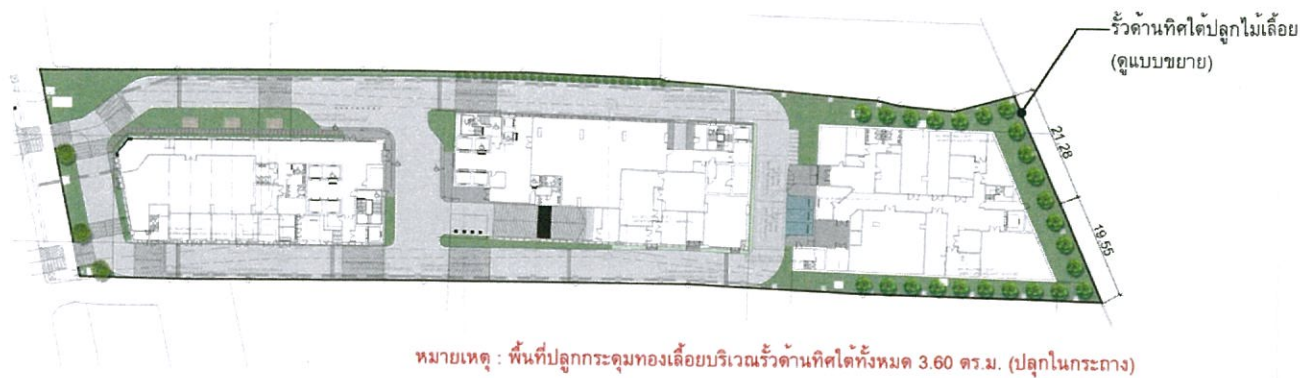 รั้วด้านทิศใต้ปลูกไม้เลื้อย
(ดูแบบขยาย)
21.28
19.55
หมายเหตุ : พื้นที่ปลูกกระดุมทองเลื้อยบริเวณรั้วด้านทิศใต้ทั้งหมด 3.60 ตร.ม. (ปลูกในกระถาง)